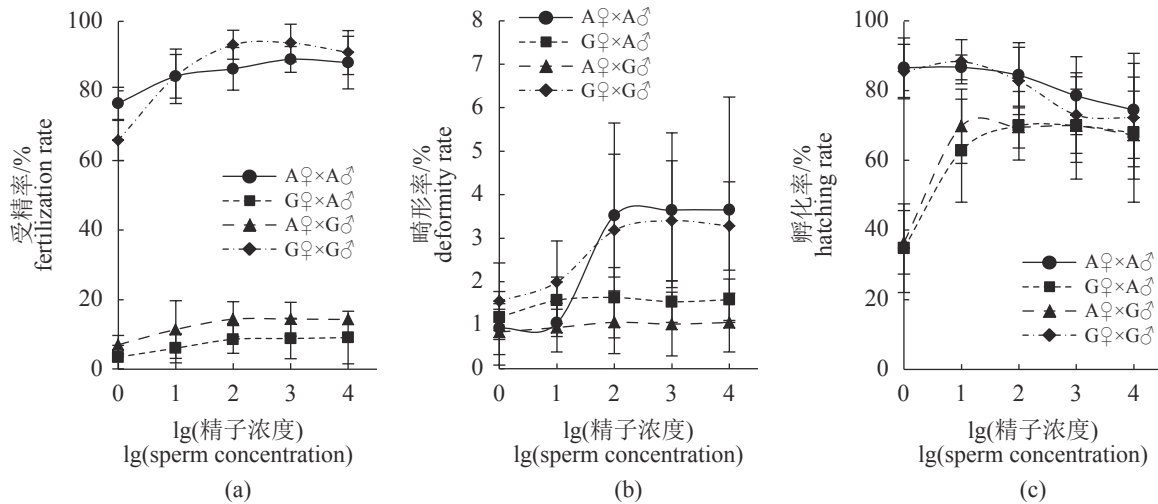 受精率/%
fertilization rate
100
80
60
40
20
0
A♀×A♂
G♀×A♂
A♀×G♂
G♀×G♂
0 1 2 3 4
lg(精子浓度)
lg(sperm concentration)
(a)
畸形率/%
deformity rate
8
7
6
5
4
3
2
1
0
A♀×A♂
G♀×A♂
A♀×G♂
G♀×G♂
0 1 2 3 4
lg(精子浓度)
lg(sperm concentration)
(b)
孵化率/%
hatching rate
100
80
60
40
20
0
A♀×A♂
G♀×A♂
A♀×G♂
G♀×G♂
0 1 2 3 4
lg(精子浓度)
lg(sperm concentration)
(c)